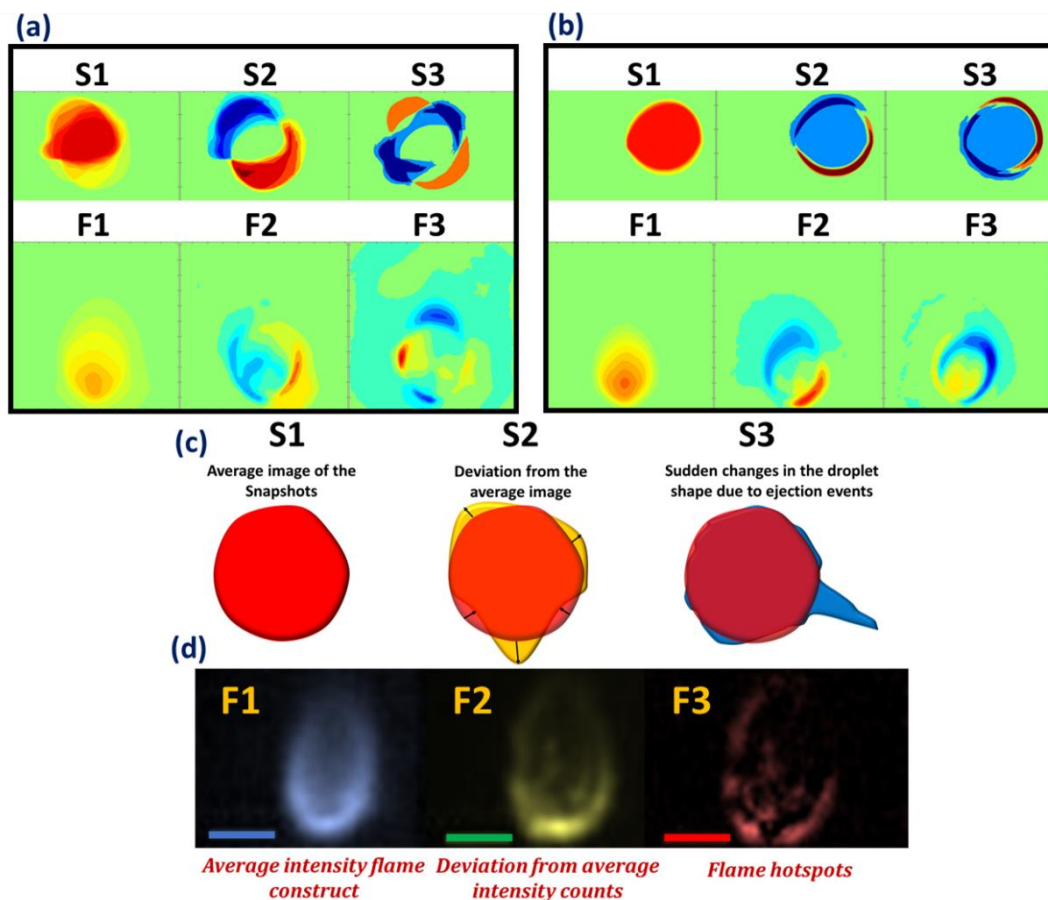 (a)
S1 S2 S3
F1 F2 F3
(b)
S1 S2 S3
F1 F2 F3
(c)
S1 S2 S3
Average image of the
Snapshots
Deviation from the
average image
Sudden changes in the droplet
shape due to ejection events
(d)
F1 F2 F3
Average intensity flame
construct
Deviation from average
intensity counts
Flame hotspots